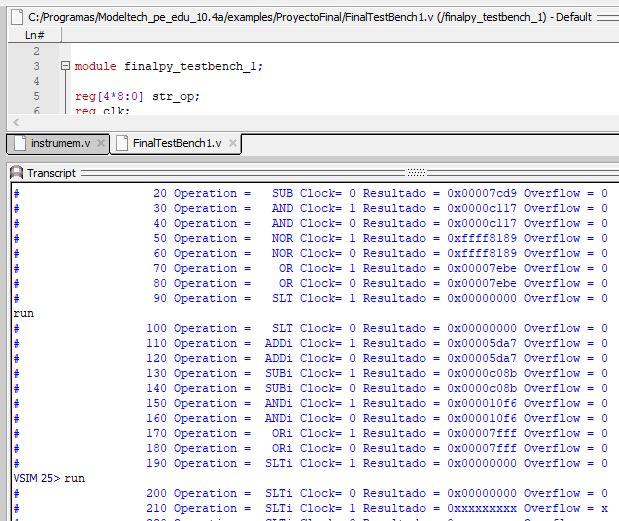 C:/Programas/Modeltech_pe_edu_10.4a/examples/ProyectoFinal/FinalTestBench1.v (/finalpy_testbench_1) - Default
Ln#
2
3 module finalpy_testbench_1;
4
5 reg[4*8:0] str_op;
6 reg clk;
instrumem.v FinalTestBench1.v
Transcript
# 20 Operation = SUB Clock= 0 Resultado = 0x00007cd9 Overflow = 0
# 30 Operation = AND Clock= 1 Resultado = 0x0000c117 Overflow = 0
# 40 Operation = AND Clock= 0 Resultado = 0x0000c117 Overflow = 0
# 50 Operation = NOR Clock= 1 Resultado = 0xffff8189 Overflow = 0
# 60 Operation = NOR Clock= 0 Resultado = 0xffff8189 Overflow = 0
# 70 Operation = OR Clock= 1 Resultado = 0x00007ebe Overflow = 0
# 80 Operation = OR Clock= 0 Resultado = 0x00007ebe Overflow = 0
# 90 Operation = SLT Clock= 1 Resultado = 0x00000000 Overflow = 0
run
# 100 Operation = SLT Clock= 0 Resultado = 0x00000000 Overflow = 0
# 110 Operation = ADDi Clock= 1 Resultado = 0x00005da7 Overflow = 0
# 120 Operation = ADDi Clock= 0 Resultado = 0x00005da7 Overflow = 0
# 130 Operation = SUBi Clock= 1 Resultado = 0x0000c08b Overflow = 0
# 140 Operation = SUBi Clock= 0 Resultado = 0x0000c08b Overflow = 0
# 150 Operation = ANDi Clock= 1 Resultado = 0x000010f6 Overflow = 0
# 160 Operation = ANDi Clock= 0 Resultado = 0x000010f6 Overflow = 0
# 170 Operation = ORi Clock= 1 Resultado = 0x00007fff Overflow = 0
# 180 Operation = ORi Clock= 0 Resultado = 0x00007fff Overflow = 0
# 190 Operation = SLTi Clock= 1 Resultado = 0x00000000 Overflow = 0
VSIM 25> run
# 200 Operation = SLTi Clock= 0 Resultado = 0x00000000 Overflow = 0
# 210 Operation = SLTi Clock= 1 Resultado = 0xxxxxxxxx Overflow = x